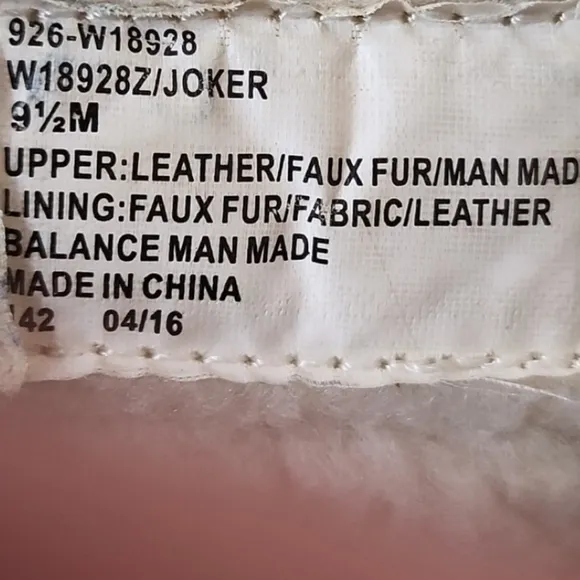 926-W18928
W18928Z/JOKER
9½M
UPPER:LEATHER/FAUX FUR/MAN MAD
LINING:FAUX FUR/FABRIC/LEATHER
BALANCE MAN MADE
MADE IN CHINA
42 04/16